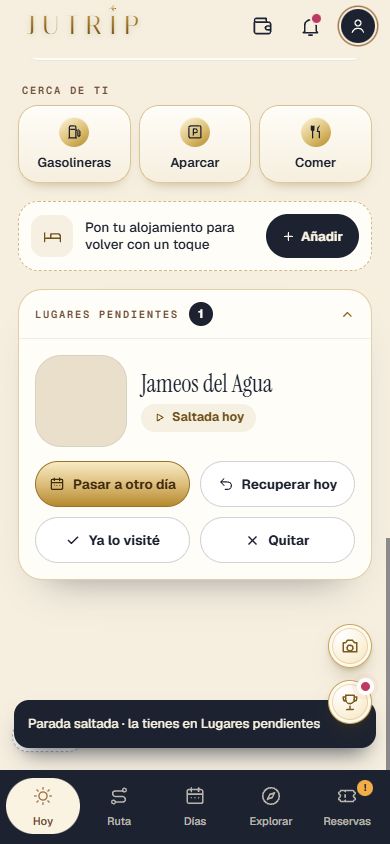 JUTRIP
CERCA DE TI
Gasolineras
Aparcar
Comer
Pon tu alojamiento para
volver con un toque
+ Añadir
LUGARES PENDIENTES 1
Jameos del Agua
Saltada hoy
Pasar a otro día
Recuperar hoy
Ya lo visité
Quitar
Parada saltada · la tienes en Lugares pendientes
Hoy
Ruta
Días
Explorar
!
Reservas